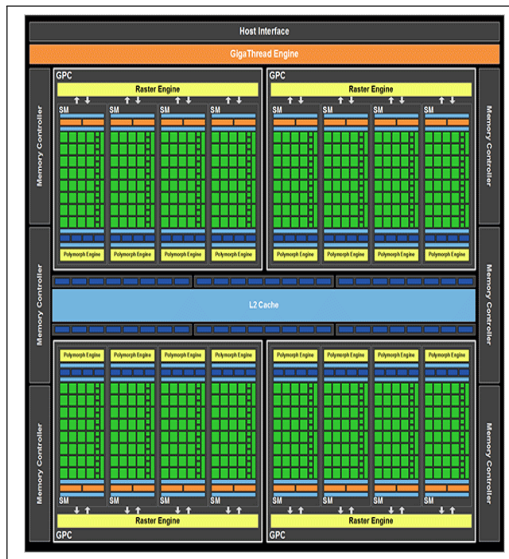 Host Interface
GigaThread Engine
GPC
GPC
Raster Engine
Raster Engine
SM SM SM SM
SM SM SM SM
Memory Controller
Memory Controller
Polymorph Engine Polymorph Engine Polymorph Engine Polymorph Engine
Polymorph Engine Polymorph Engine Polymorph Engine Polymorph Engine
Memory Controller
L2 Cache
Memory Controller
Polymorph Engine Polymorph Engine Polymorph Engine Polymorph Engine
Polymorph Engine Polymorph Engine Polymorph Engine Polymorph Engine
Memory Controller
Memory Controller
SM SM SM SM
SM SM SM SM
Raster Engine
Raster Engine
GPC
GPC